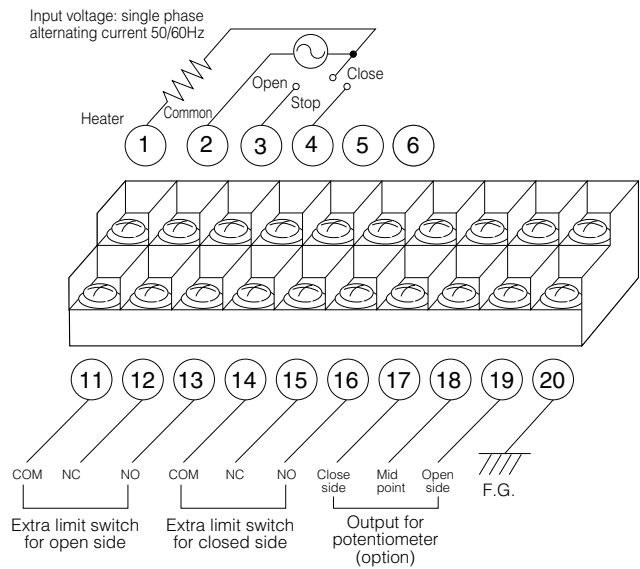 Input voltage: single phase
alternating current 50/60Hz
Open
Close
Stop
Heater
Common
1 2 3 4 5 6
11 12 13 14 15 16 17 18 19 20
COM NC NO COM NC NO Close side Mid point Open side
F.G.
Extra limit switch
for open side
Extra limit switch
for closed side
Output for
potentiometer
(option)